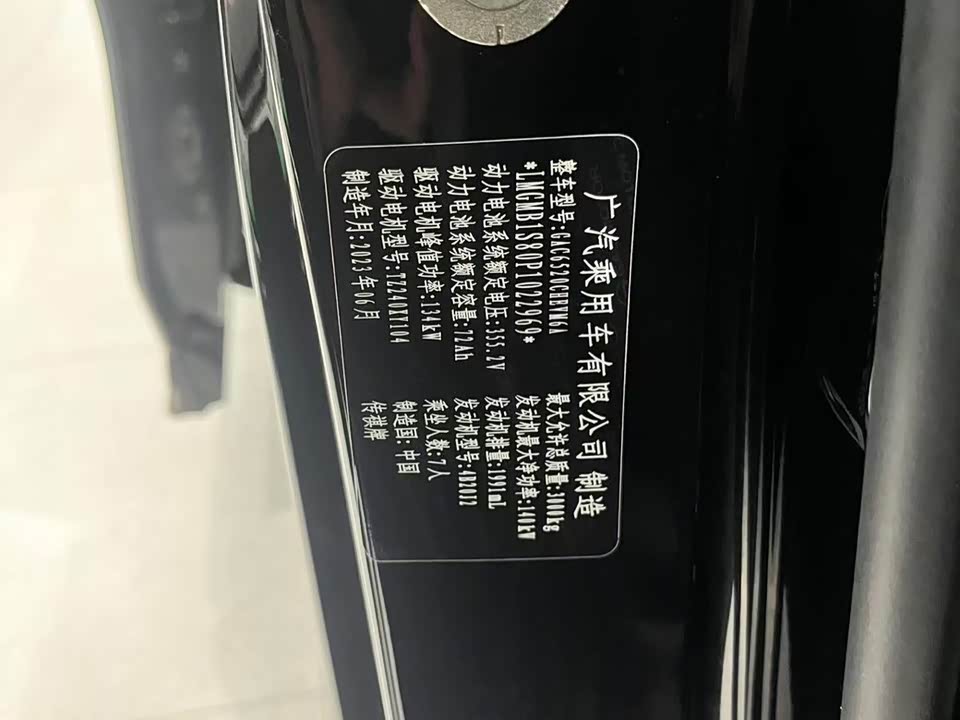 广汽乘用车有限公司 制造
整车型号:GAC6520CHEVM6A 最大允许总质量:3000kg
*LMGMB1S80P1022969* 发动机最大净功率:140kW
动力电池系统额定电压:355.2V 发动机排量:1991mL
动力电池系统额定容量:72Ah 发动机型号:4B20J2
驱动电机峰值功率:134kW 乘坐人数:7人
驱动电机型号:TZ240XY104 制造国:中国
制造年月:2023年06月 传祺牌